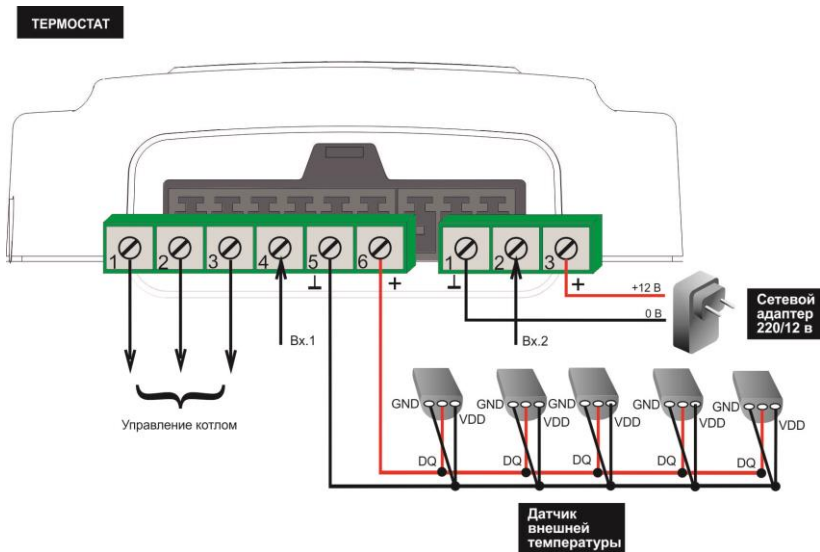 ТЕРМОСТАТ
1 2 3 4 5 6
⊥ +
1 2 3
⊥ +
+12 В
0 В
Сетевой
адаптер
220/12 в
Вх.1
Вх.2
Управление котлом
GND GND GND GND GND
VDD VDD VDD VDD VDD
DQ DQ DQ DQ DQ
Датчик
внешней
температуры